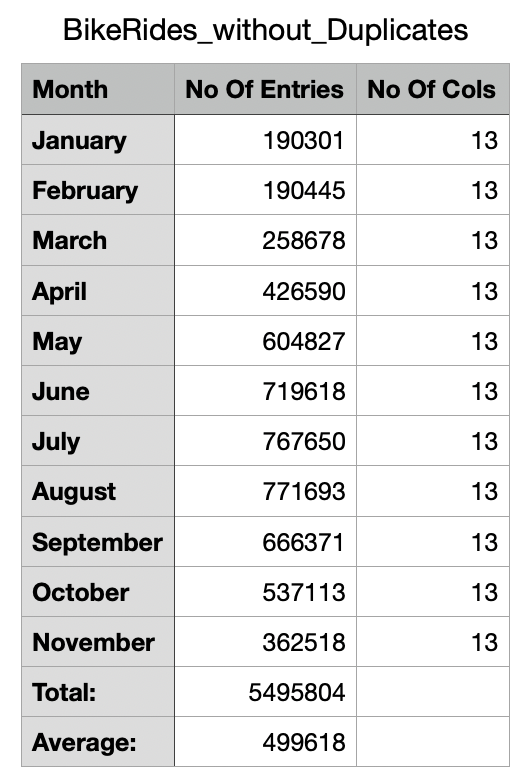 BikeRides_without_Duplicates
Month No Of Entries No Of Cols
January 190301 13
February 190445 13
March 258678 13
April 426590 13
May 604827 13
June 719618 13
July 767650 13
August 771693 13
September 666371 13
October 537113 13
November 362518 13
Total: 5495804
Average: 499618